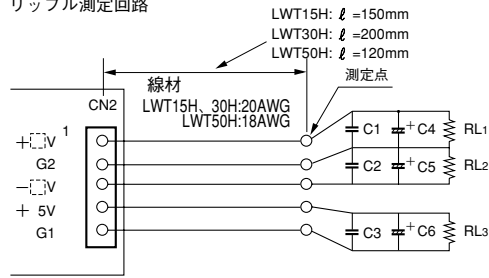 リップル測定回路
LWT15H: ℓ =150mm
LWT30H: ℓ =200mm
LWT50H: ℓ =120mm
測定点
線材
LWT15H、30H:20AWG
LWT50H:18AWG
CN2
1
+□V
G2
−□V
+ 5V
G1
C1 + C4 RL1
C2 + C5 RL2
C3 + C6 RL3